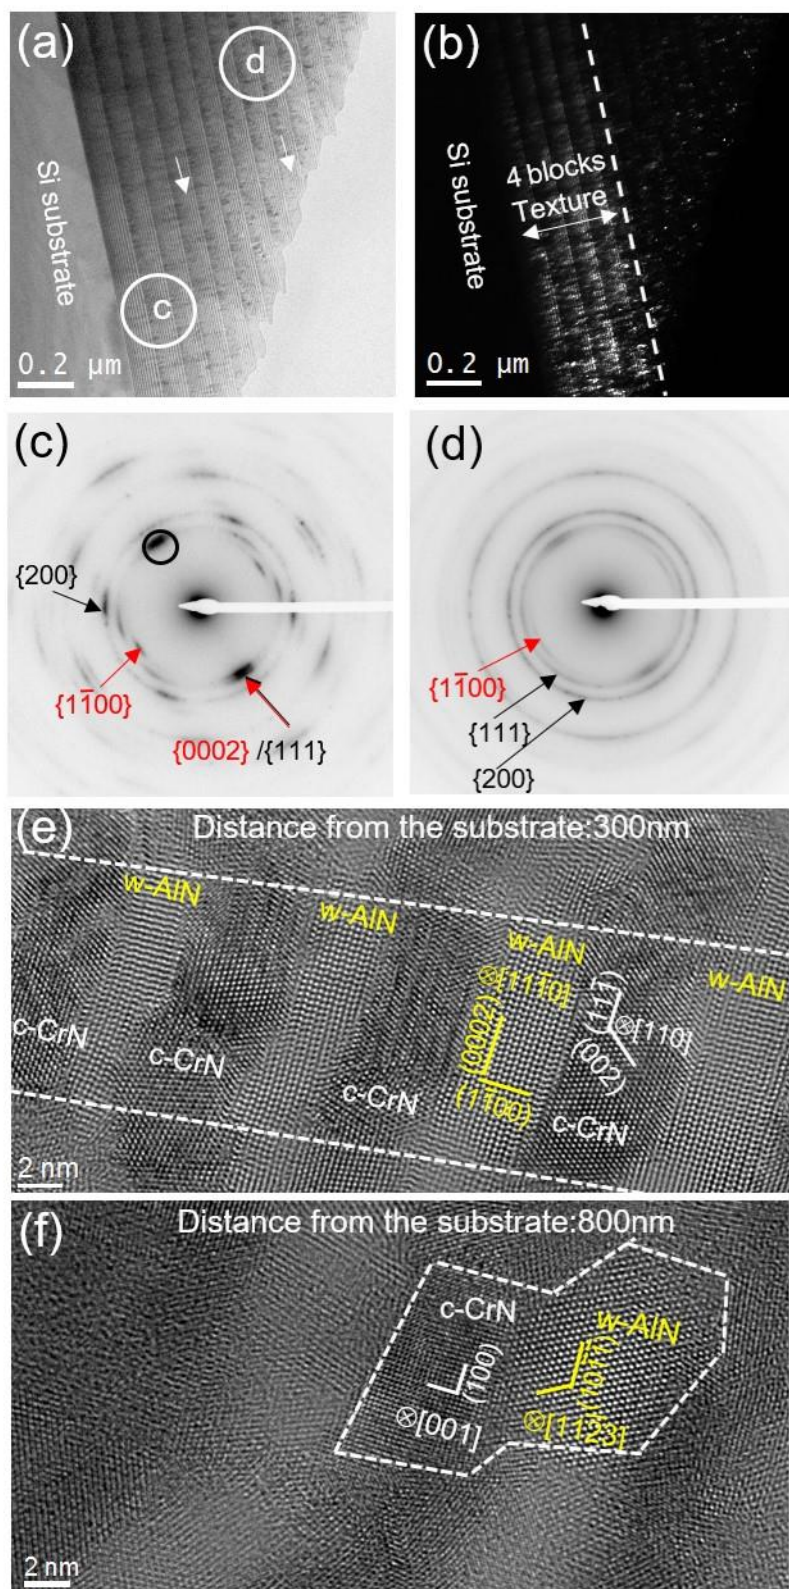 (a)
d
Si substrate
c
0.2 μm
(b)
4 blocks
Texture
Si substrate
0.2 μm
(c)
{200}
{11̅00}
{0002} /{111}
(d)
{11̅00}
{111}
{200}
(e)
Distance from the substrate:300nm
w-AlN
w-AlN
w-AlN
w-AlN
⊗[112̅0]
(0002)
(11̅00)
(111̅)
⊗[110]
(002)
c-CrN
c-CrN
c-CrN
c-CrN
2 nm
(f)
Distance from the substrate:800nm
c-CrN
(100)
⊗[001]
w-AlN
(1̅011)
⊗[112̅3]
2 nm